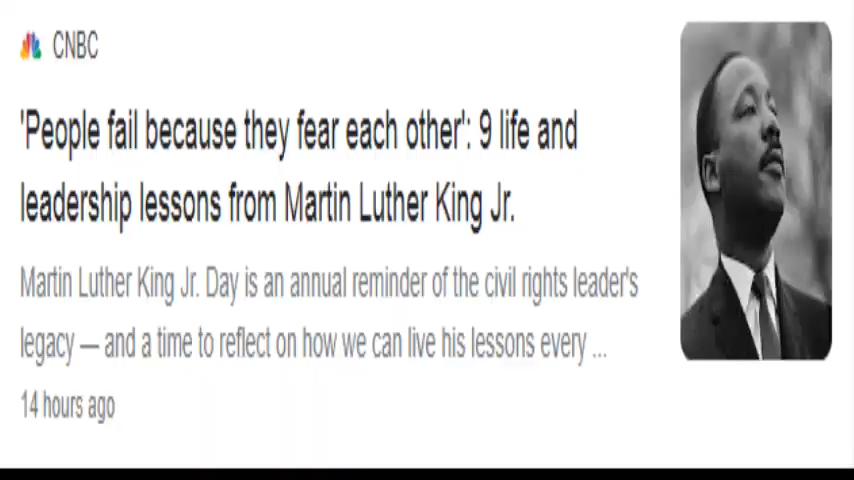 CNBC
'People fail because they fear each other': 9 life and
leadership lessons from Martin Luther King Jr.
Martin Luther King Jr. Day is an annual reminder of the civil rights leader's
legacy — and a time to reflect on how we can live his lessons every ...
14 hours ago